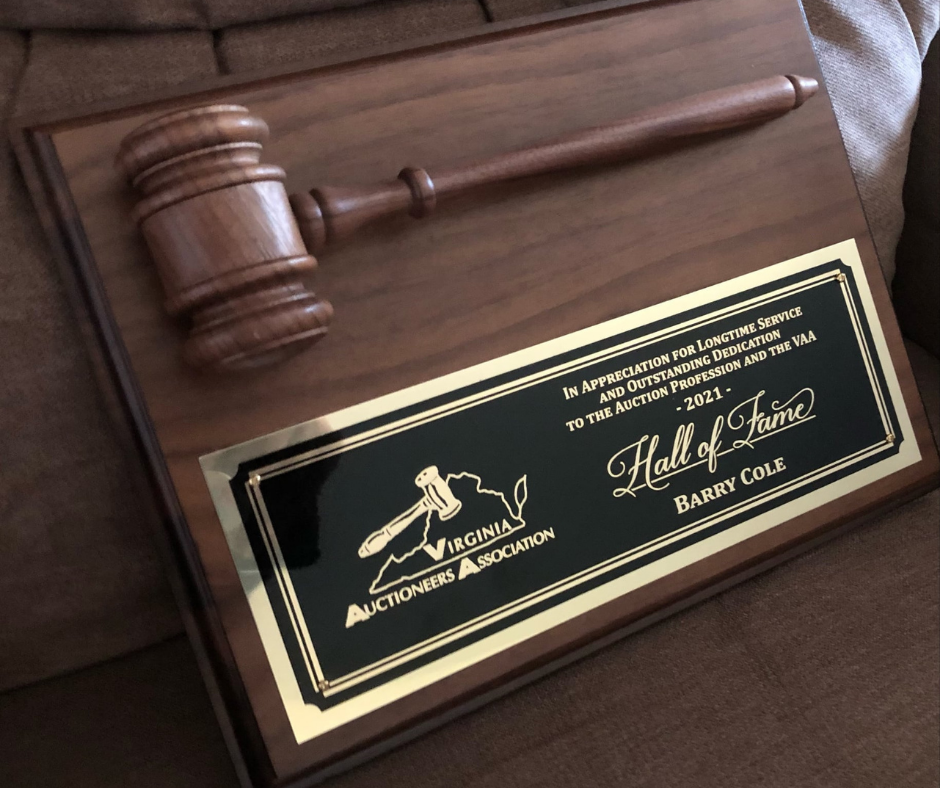 In Appreciation for Longtime Service
and Outstanding Dedication
to the Auction Profession and the VAA
- 2021 -
Hall of Fame
Barry Cole
Virginia
Auctioneers Association